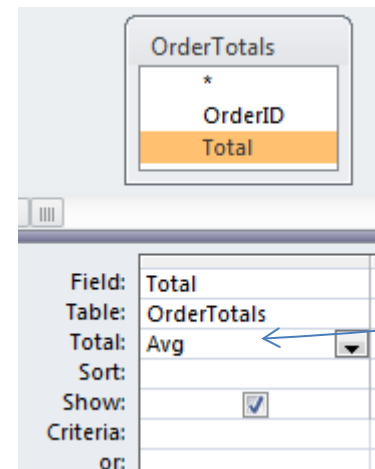 OrderTotals
*
OrderID
Total
Field: Total
Table: OrderTotals
Total: Avg
Sort:
Show:
Criteria:
or: